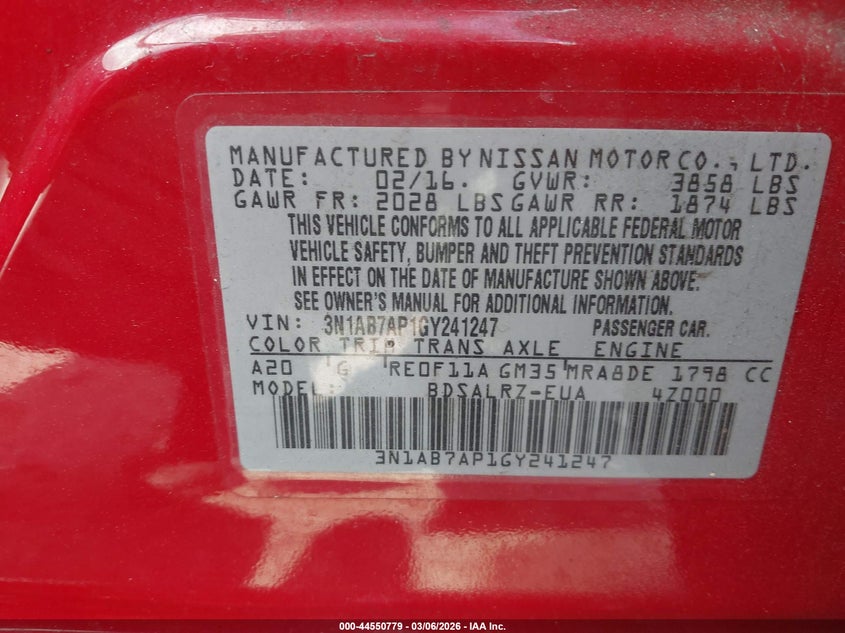 MANUFACTURED BY NISSAN MOTOR CO., LTD.
DATE: 02/16. GVWR: 3858 LBS
GAWR FR: 2028 LBS GAWR RR: 1874 LBS
THIS VEHICLE CONFORMS TO ALL APPLICABLE FEDERAL MOTOR
VEHICLE SAFETY, BUMPER AND THEFT PREVENTION STANDARDS
IN EFFECT ON THE DATE OF MANUFACTURE SHOWN ABOVE.
SEE OWNER'S MANUAL FOR ADDITIONAL INFORMATION.
VIN: 3N1AB7AP1GY241247 PASSENGER CAR.
COLOR TRIM TRANS AXLE ENGINE
A20 G RE0F11A GM35 MRA8DE 1798 CC
MODEL: BDSALRZ-EUA 4Z000
3N1AB7AP1GY241247
000-44550779 - 03/06/2026 - IAA Inc.